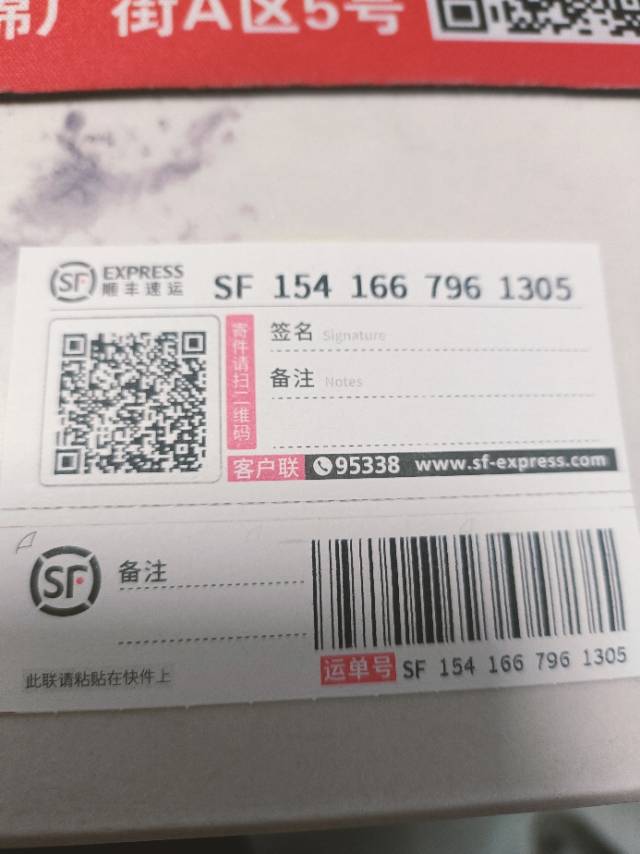 街A区5号
SF EXPRESS
顺丰速运
SF 154 166 796 1305
寄件请扫二维码
签名 Signature
备注 Notes
客户联 95338 www.sf-express.com
SF
备注
此联请粘贴在快件上
运单号 SF 154 166 796 1305